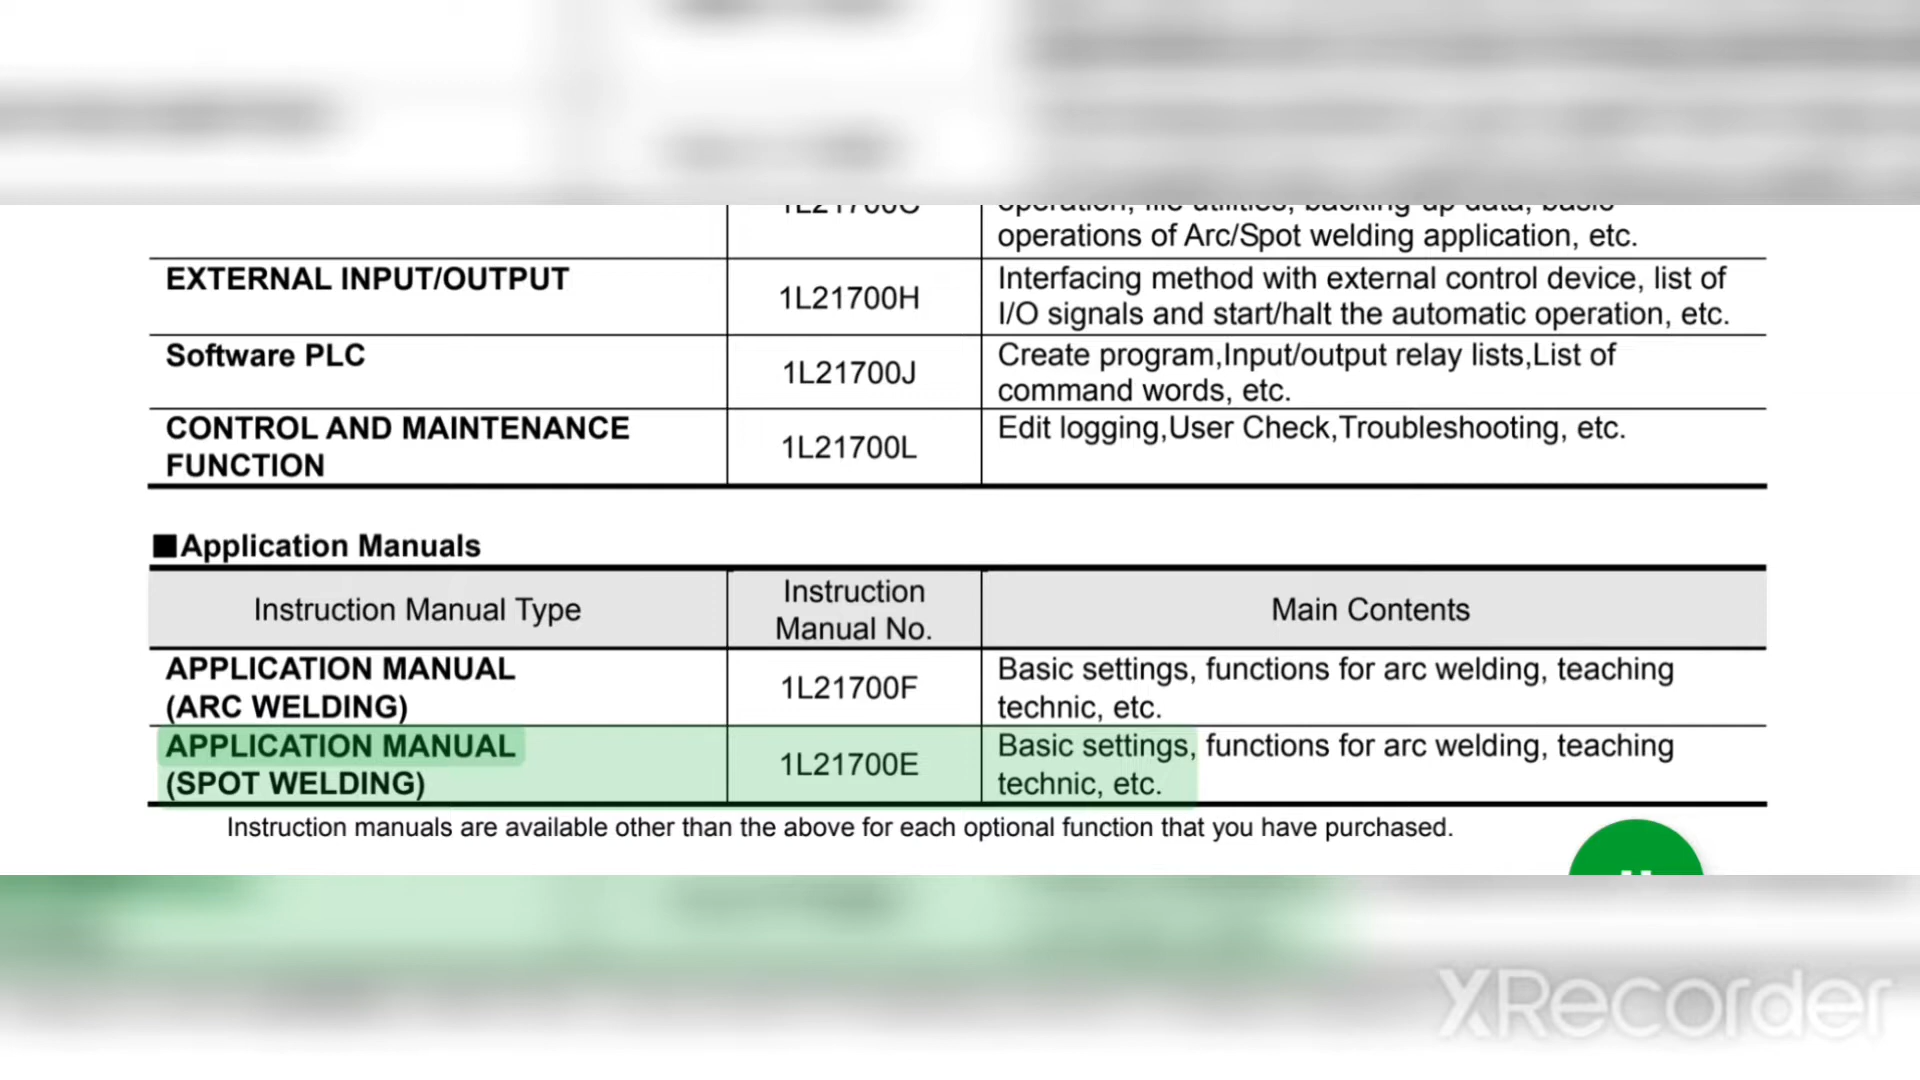 operations of Arc/Spot welding application, etc.
EXTERNAL INPUT/OUTPUT
1L21700H
Interfacing method with external control device, list of
I/O signals and start/halt the automatic operation, etc.
Software PLC
1L21700J
Create program,Input/output relay lists,List of
command words, etc.
CONTROL AND MAINTENANCE
FUNCTION
1L21700L
Edit logging,User Check,Troubleshooting, etc.
■Application Manuals
Instruction Manual Type
Instruction
Manual No.
Main Contents
APPLICATION MANUAL
(ARC WELDING)
1L21700F
Basic settings, functions for arc welding, teaching
technic, etc.
APPLICATION MANUAL
(SPOT WELDING)
1L21700E
Basic settings, functions for arc welding, teaching
technic, etc.
Instruction manuals are available other than the above for each optional function that you have purchased.
XRecorder